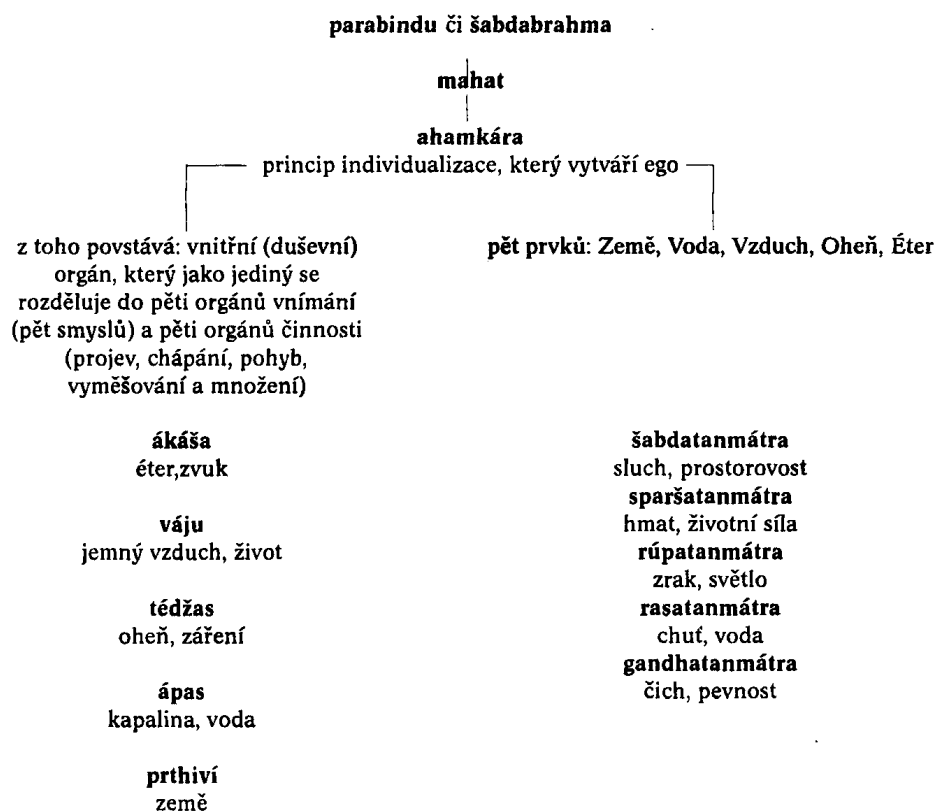 parabindu či šabdabrahma
mahat
ahamkára
princip individualizace, který vytváří ego
z toho povstává: vnitřní (duševní)
orgán, který jako jediný se
rozděluje do pěti orgánů vnímání
(pět smyslů) a pěti orgánů činnosti
(projev, chápání, pohyb,
vyměšování a množení)
pět prvků: Země, Voda, Vzduch, Oheň, Éter
ákáša
éter,zvuk
váju
jemný vzduch, život
tédžas
oheň, záření
ápas
kapalina, voda
prthiví
země
šabdatanmátra
sluch, prostorovost
sparšatanmátra
hmat, životní síla
rúpatanmátra
zrak, světlo
rasatanmátra
chuť, voda
gandhatanmátra
čich, pevnost